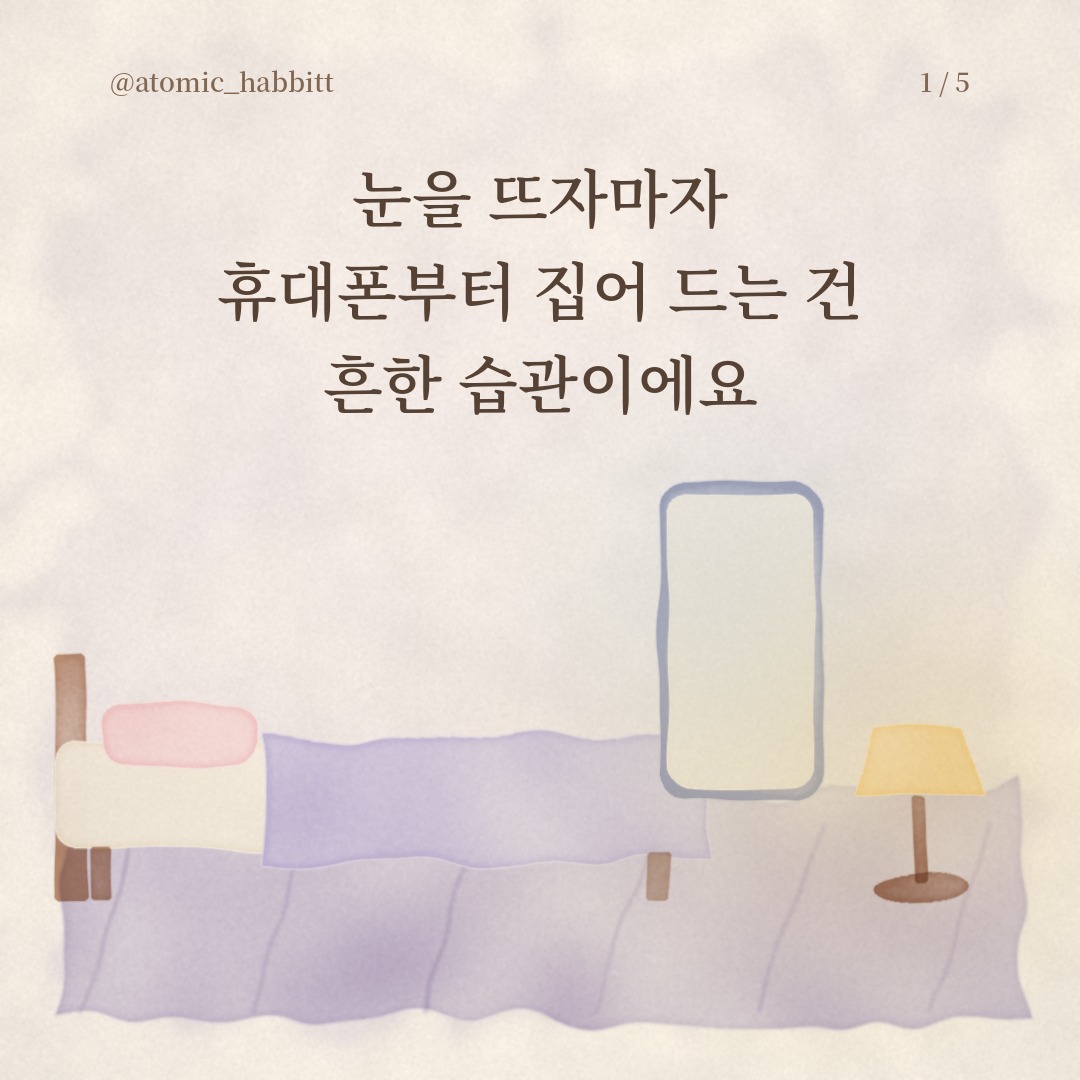 @atomic_habbitt
1 / 5
눈을 뜨자마자
휴대폰부터 집어 드는 건
흔한 습관이에요